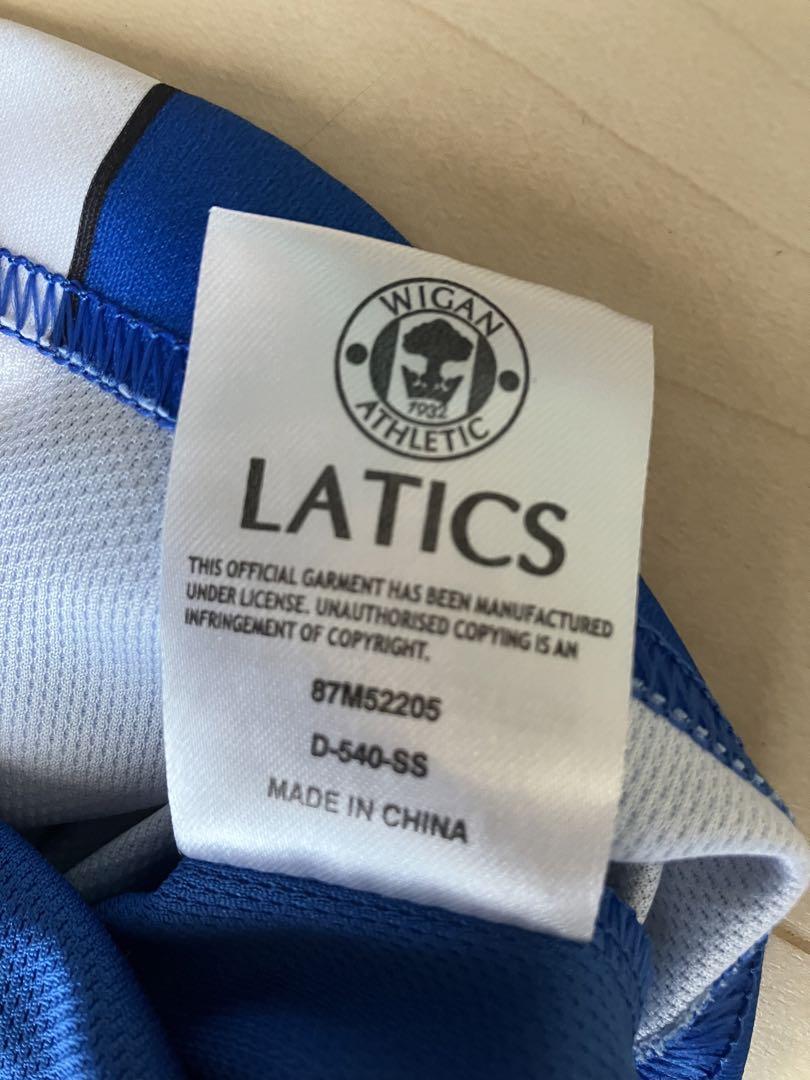 WIGAN
1932
ATHLETIC
LATICS
THIS OFFICIAL GARMENT HAS BEEN MANUFACTURED
UNDER LICENSE. UNAUTHORISED COPYING IS AN
INFRINGEMENT OF COPYRIGHT.
87M52205
D-540-SS
MADE IN CHINA